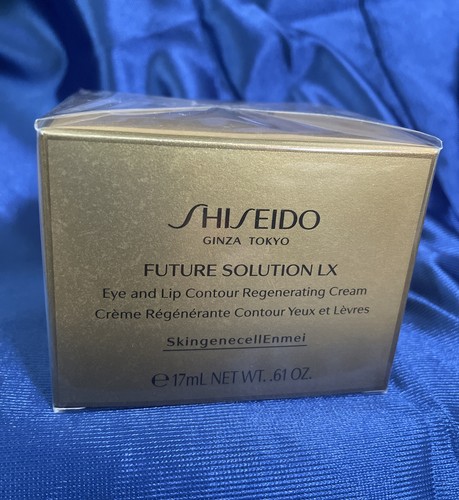 SHISEIDO
GINZA TOKYO
FUTURE SOLUTION LX
Eye and Lip Contour Regenerating Cream
Crème Régénérante Contour Yeux et Lèvres
SkingenecellEnmei
℮17mL NET WT. .61 OZ.